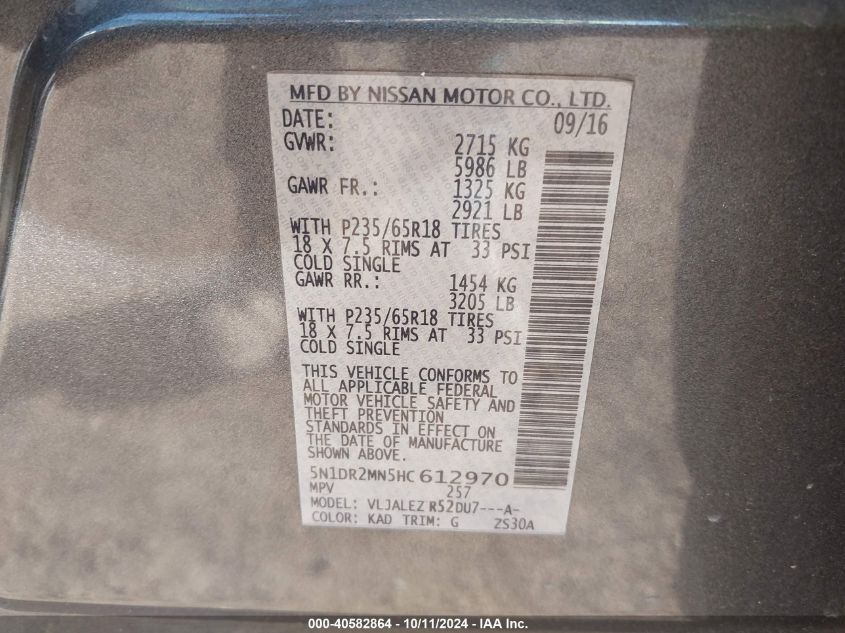 MFD BY NISSAN MOTOR CO., LTD.
DATE: 09/16
GVWR: 2715 KG
5986 LB
GAWR FR.: 1325 KG
2921 LB
WITH P235/65R18 TIRES
18 X 7.5 RIMS AT 33 PSI
COLD SINGLE
GAWR RR.: 1454 KG
3205 LB
WITH P235/65R18 TIRES
18 X 7.5 RIMS AT 33 PSI
COLD SINGLE
THIS VEHICLE CONFORMS TO
ALL APPLICABLE FEDERAL
MOTOR VEHICLE SAFETY AND
THEFT PREVENTION
STANDARDS IN EFFECT ON
THE DATE OF MANUFACTURE
SHOWN ABOVE.
5N1DR2MN5HC612970
MPV 257
MODEL: VLJALEZ R52DU7---A-
COLOR: KAD TRIM: G ZS30A
000-40582864 - 10/11/2024 - IAA Inc.